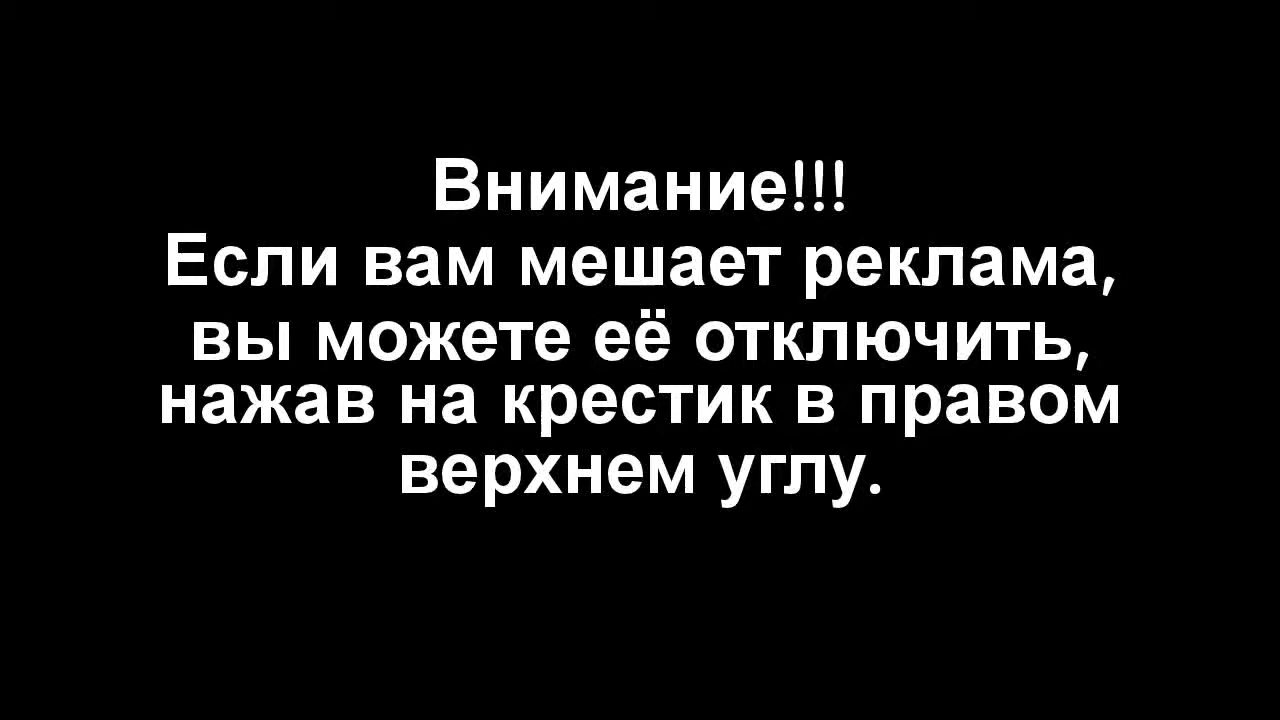 Внимание!!!
Если вам мешает реклама,
вы можете её отключить,
нажав на крестик в правом
верхнем углу.